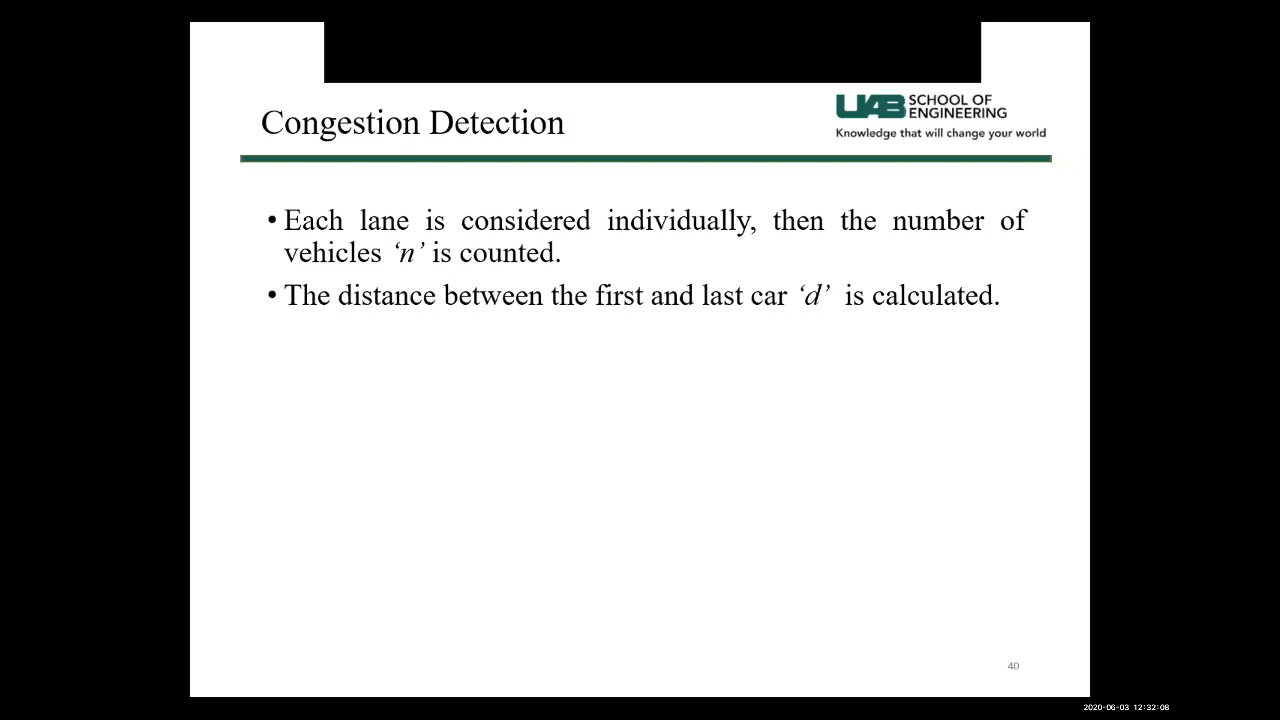 Congestion Detection
UAB SCHOOL OF
ENGINEERING
Knowledge that will change your world
• Each lane is considered individually, then the number of
vehicles ‘n’ is counted.
• The distance between the first and last car ‘d’ is calculated.
40
2020-06-03 12:32:08